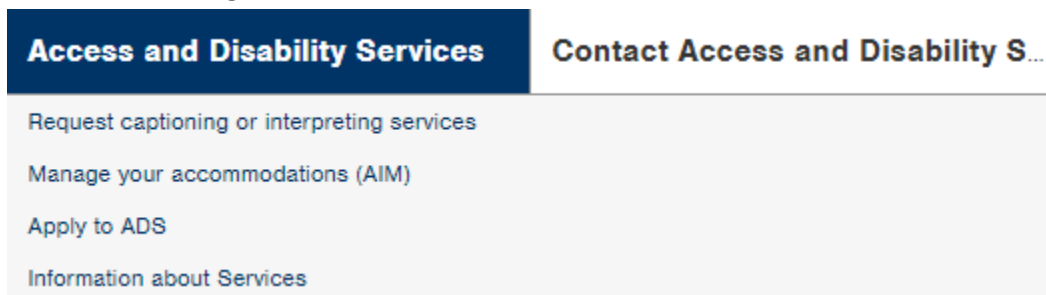 Access and Disability Services
Contact Access and Disability S...
Request captioning or interpreting services
Manage your accommodations (AIM)
Apply to ADS
Information about Services